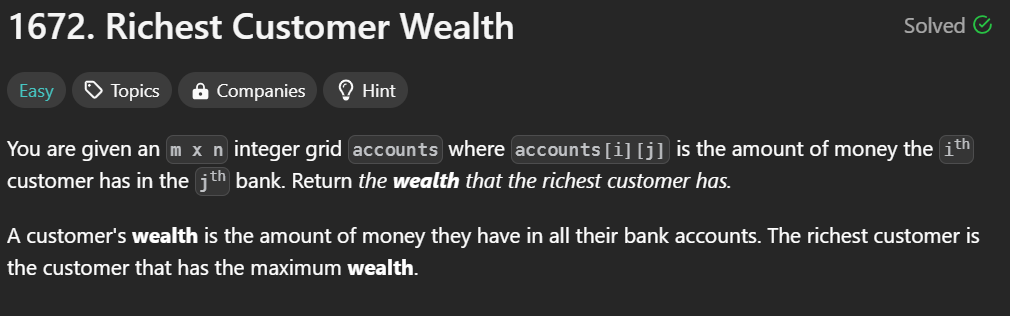 1672. Richest Customer Wealth
Solved
Easy Topics Companies Hint
You are given an m x n integer grid accounts where accounts[i][j] is the amount of money the ith
customer has in the jth bank. Return the wealth that the richest customer has.
A customer's wealth is the amount of money they have in all their bank accounts. The richest customer is
the customer that has the maximum wealth.